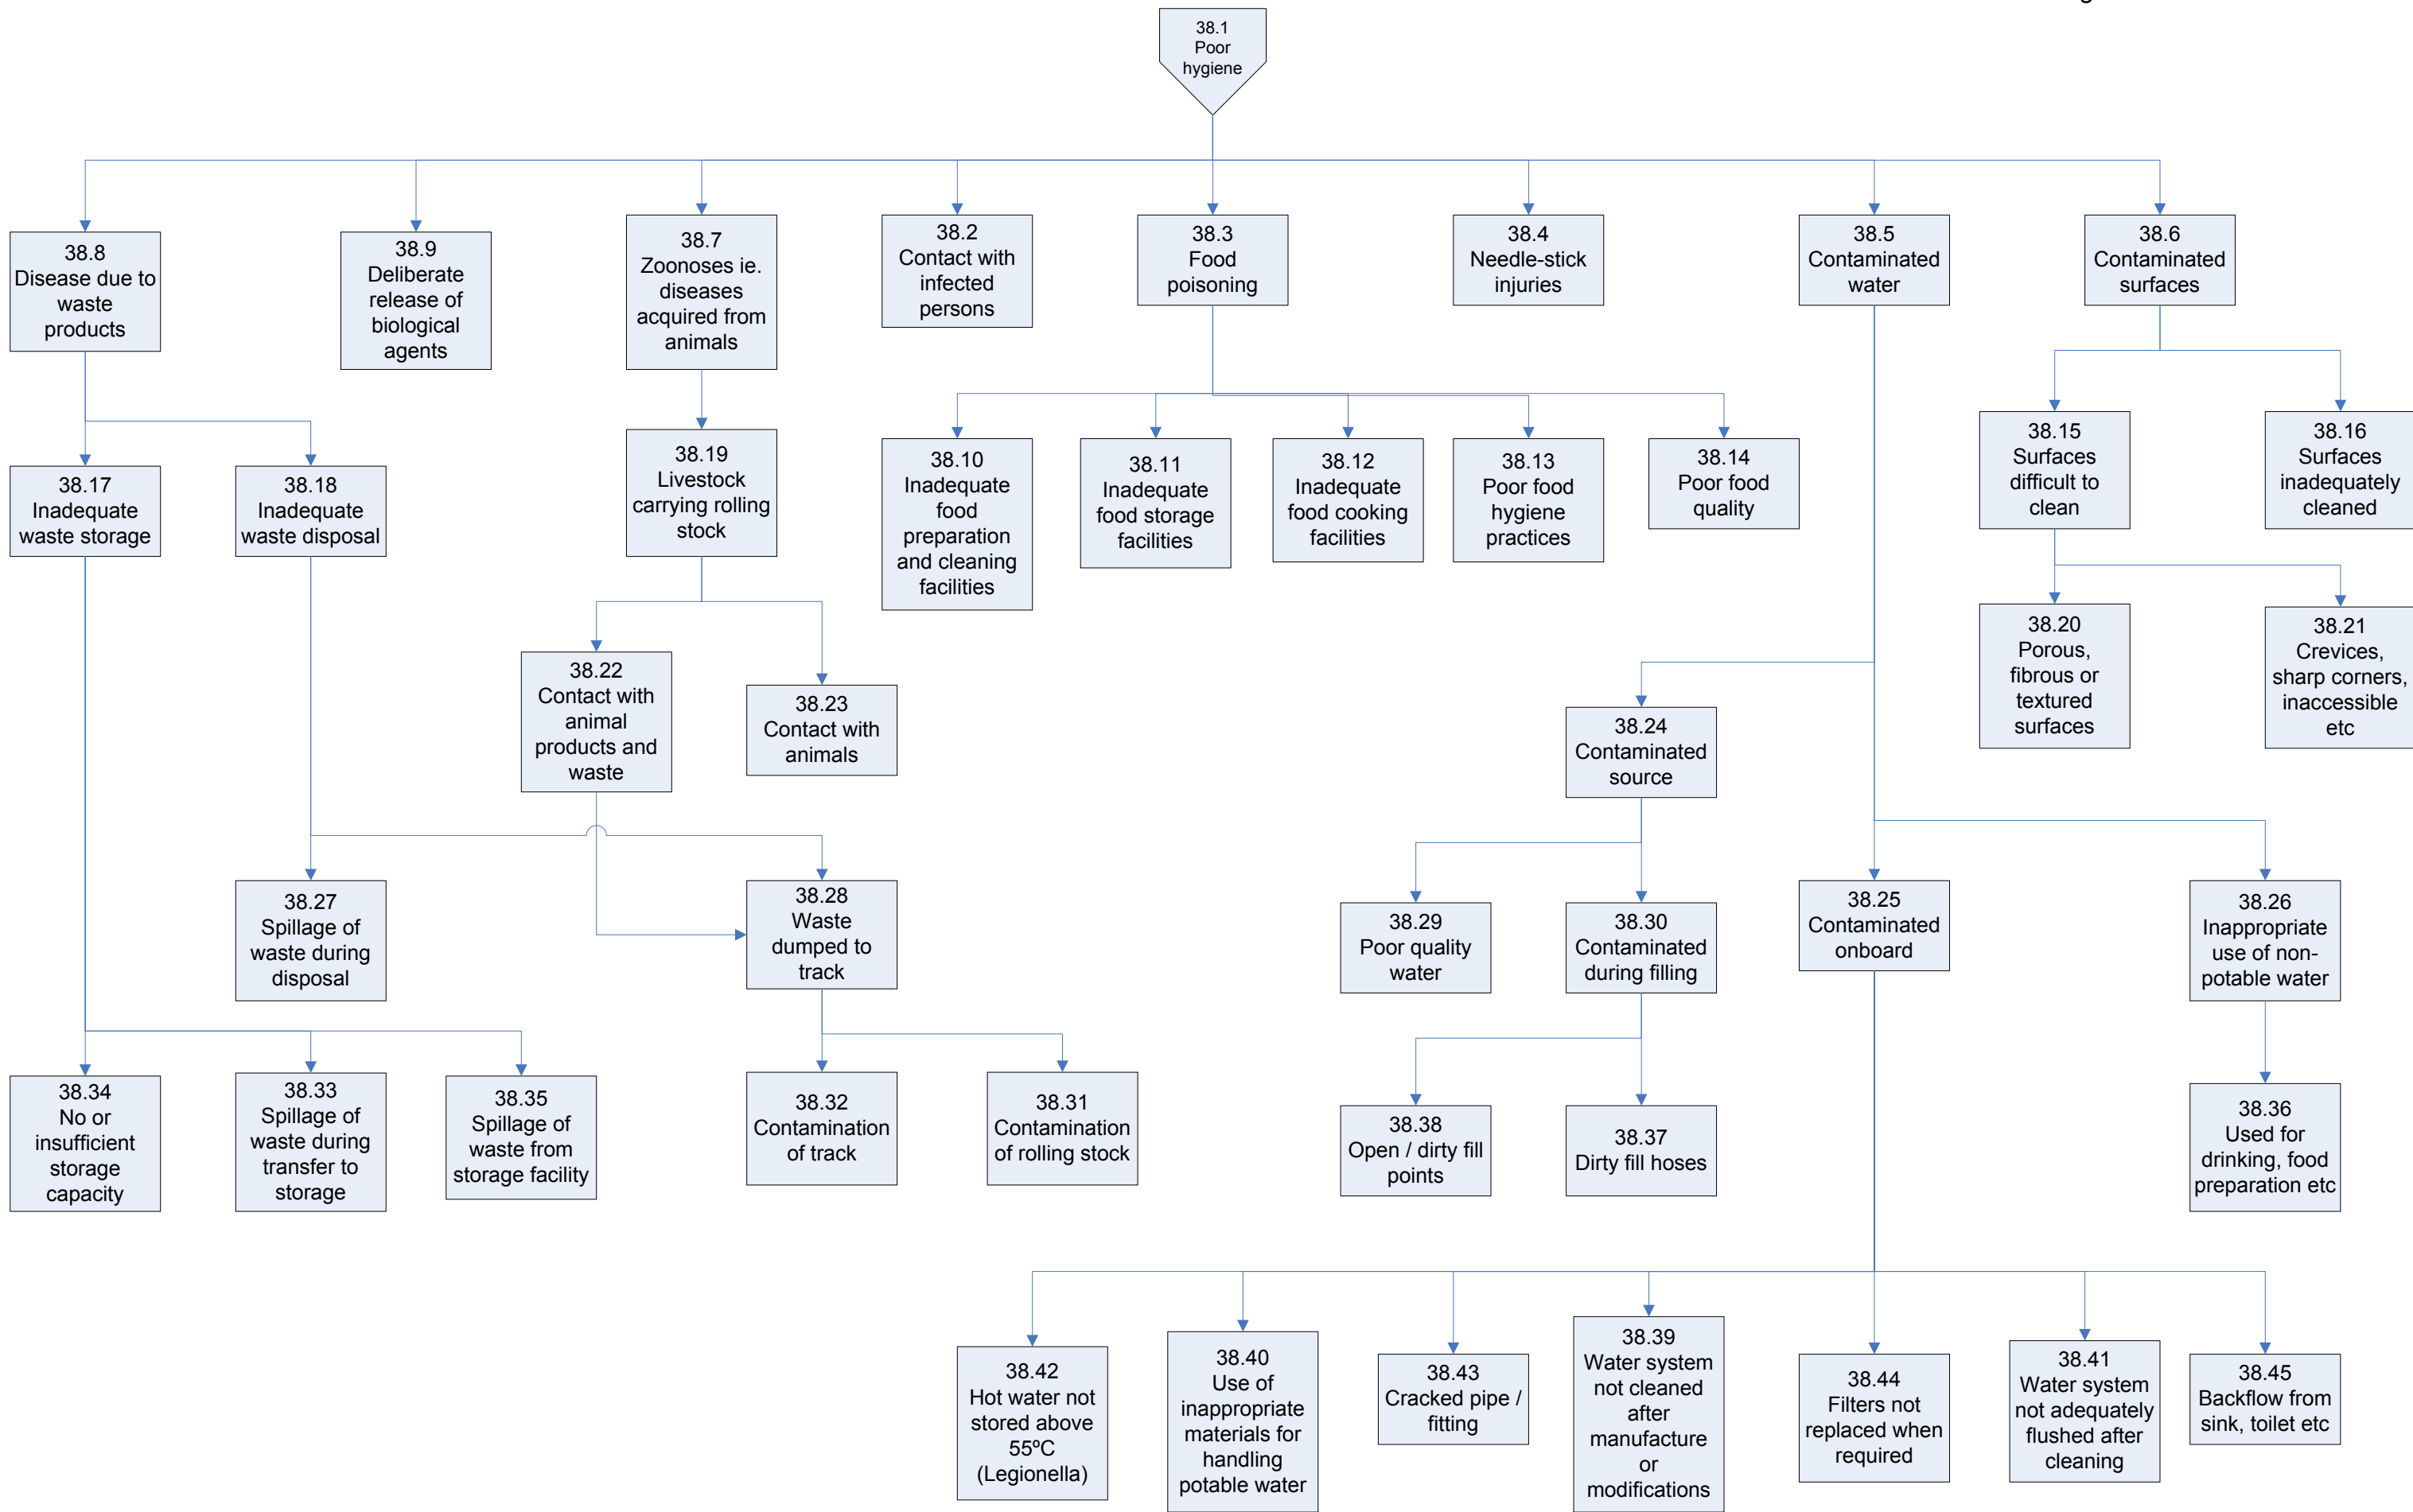 38.1
Poor
hygiene
38.8
Disease due to
waste
products
38.9
Deliberate
release of
biological
agents
38.7
Zoonoses ie.
diseases
acquired from
animals
38.2
Contact with
infected
persons
38.3
Food
poisoning
38.4
Needle-stick
injuries
38.5
Contaminated
water
38.6
Contaminated
surfaces
38.17
Inadequate
waste storage
38.18
Inadequate
waste disposal
38.19
Livestock
carrying rolling
stock
38.10
Inadequate
food
preparation
and cleaning
facilities
38.11
Inadequate
food storage
facilities
38.12
Inadequate
food cooking
facilities
38.13
Poor food
hygiene
practices
38.14
Poor food
quality
38.15
Surfaces
difficult to
clean
38.16
Surfaces
inadequately
cleaned
38.22
Contact with
animal
products and
waste
38.23
Contact with
animals
38.20
Porous,
fibrous or
textured
surfaces
38.21
Crevices,
sharp corners,
inaccessible
etc
38.24
Contaminated
source
38.27
Spillage of
waste during
disposal
38.28
Waste
dumped to
track
38.29
Poor quality
water
38.30
Contaminated
during filling
38.25
Contaminated
onboard
38.26
Inappropriate
use of non-
potable water
38.34
No or
insufficient
storage
capacity
38.33
Spillage of
waste during
transfer to
storage
38.35
Spillage of
waste from
storage facility
38.32
Contamination
of track
38.31
Contamination
of rolling stock
38.38
Open / dirty fill
points
38.37
Dirty fill hoses
38.36
Used for
drinking, food
preparation etc
38.42
Hot water not
stored above
55ºC
(Legionella)
38.40
Use of
inappropriate
materials for
handling
potable water
38.43
Cracked pipe /
fitting
38.39
Water system
not cleaned
after
manufacture
or
modifications
38.44
Filters not
replaced when
required
38.41
Water system
not adequately
flushed after
cleaning
38.45
Backflow from
sink, toilet etc